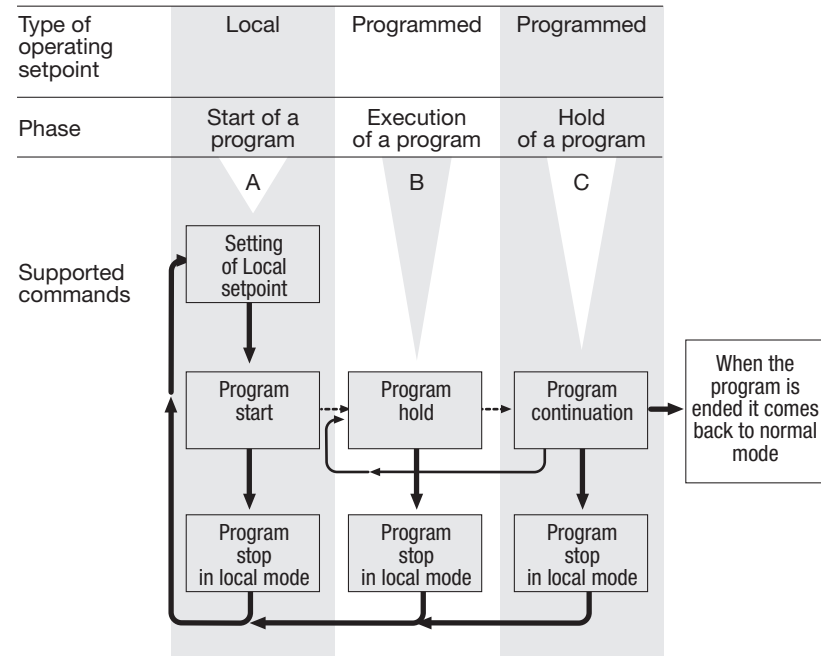 Type of
operating
setpoint
Local
Programmed
Programmed
Phase
Start of a
program
Execution
of a program
Hold
of a program
A
B
C
Supported
commands
Setting
of Local
setpoint
Program
start
Program
hold
Program
continuation
When the
program is
ended it comes
back to normal
mode
Program
stop
in local mode
Program
stop
in local mode
Program
stop
in local mode